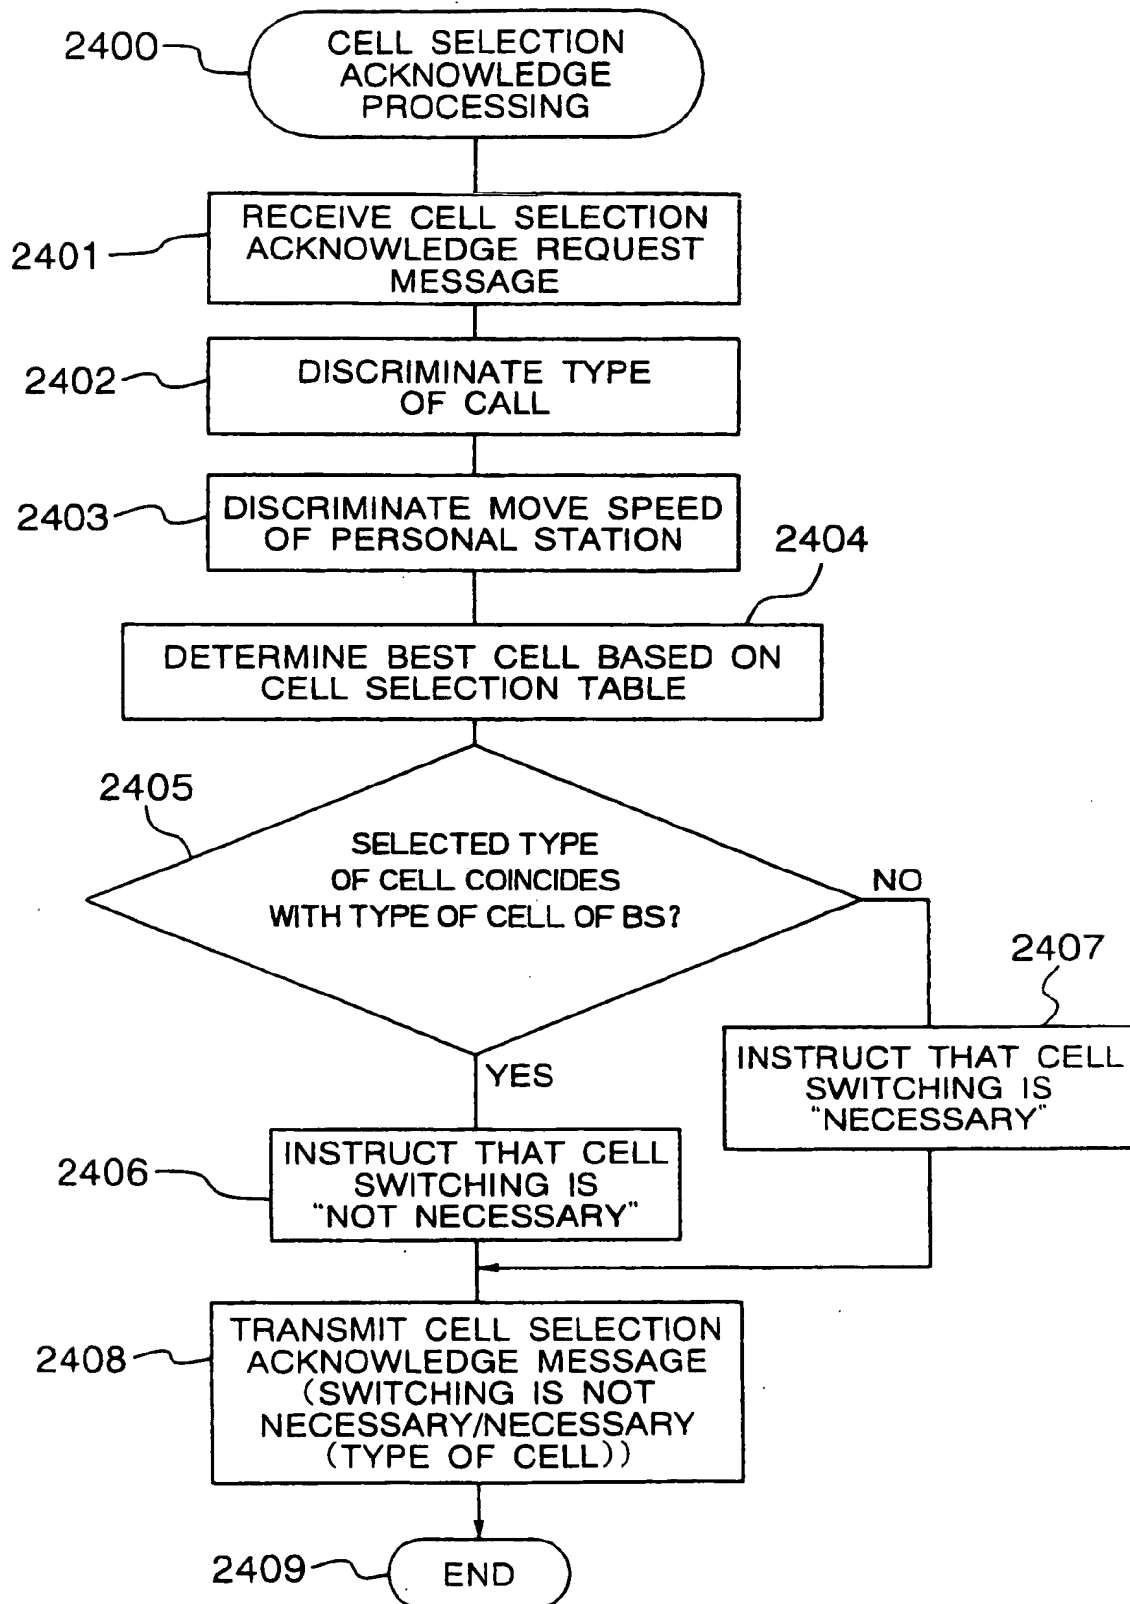 2400
CELL SELECTION
ACKNOWLEDGE
PROCESSING
2401
RECEIVE CELL SELECTION
ACKNOWLEDGE REQUEST
MESSAGE
2402
DISCRIMINATE TYPE
OF CALL
2403
DISCRIMINATE MOVE SPEED
OF PERSONAL STATION
2404
DETERMINE BEST CELL BASED ON
CELL SELECTION TABLE
2405
SELECTED TYPE
OF CELL COINCIDES
WITH TYPE OF CELL OF BS?
NO
YES
2407
INSTRUCT THAT CELL
SWITCHING IS
"NECESSARY"
2406
INSTRUCT THAT CELL
SWITCHING IS
"NOT NECESSARY"
2408
TRANSMIT CELL SELECTION
ACKNOWLEDGE MESSAGE
(SWITCHING IS NOT
NECESSARY/NECESSARY
(TYPE OF CELL))
2409
END